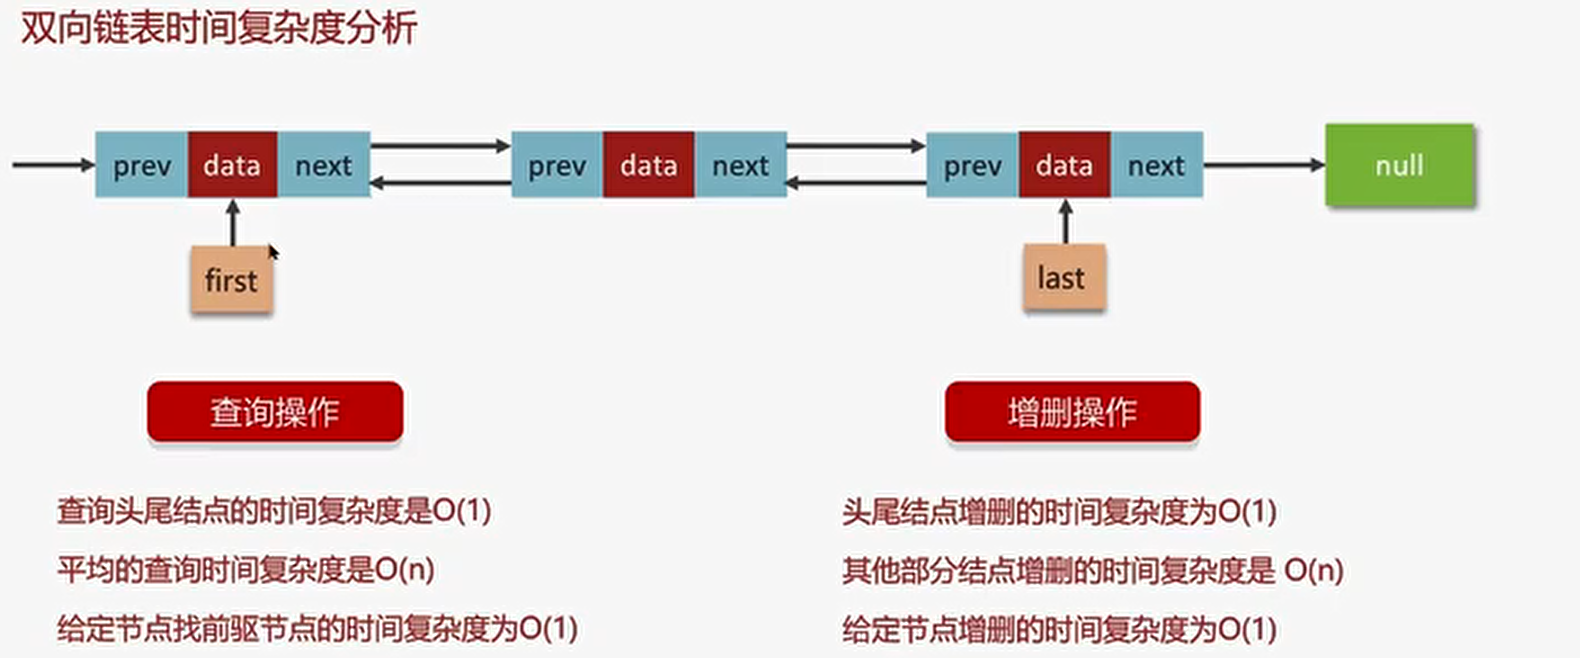 双向链表时间复杂度分析
prev data next prev data next prev data next null
first last
查询操作 增删操作
查询头尾结点的时间复杂度是O(1)
平均的查询时间复杂度是O(n)
给定节点找前驱节点的时间复杂度为O(1)
头尾结点增删的时间复杂度为O(1)
其他部分结点增删的时间复杂度是 O(n)
给定节点增删的时间复杂度为O(1)